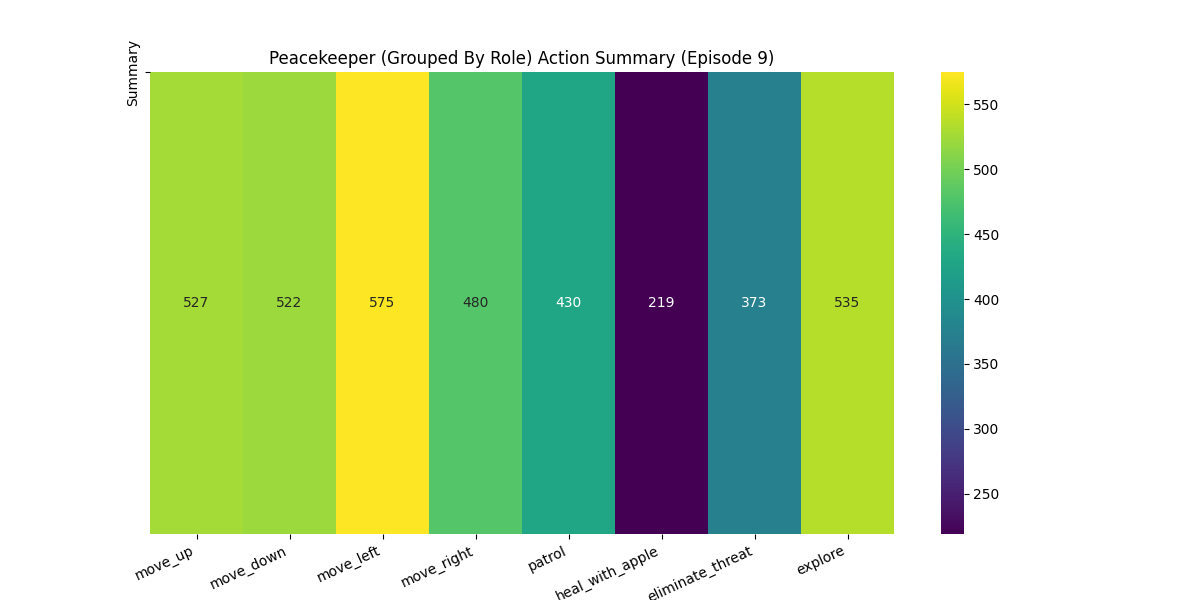 Peacekeeper (Grouped By Role) Action Summary (Episode 9)
Summary
527 522 575 480 430 219 373 535
move_up move_down move_left move_right patrol heal_with_apple eliminate_threat explore
550
500
450
400
350
300
250